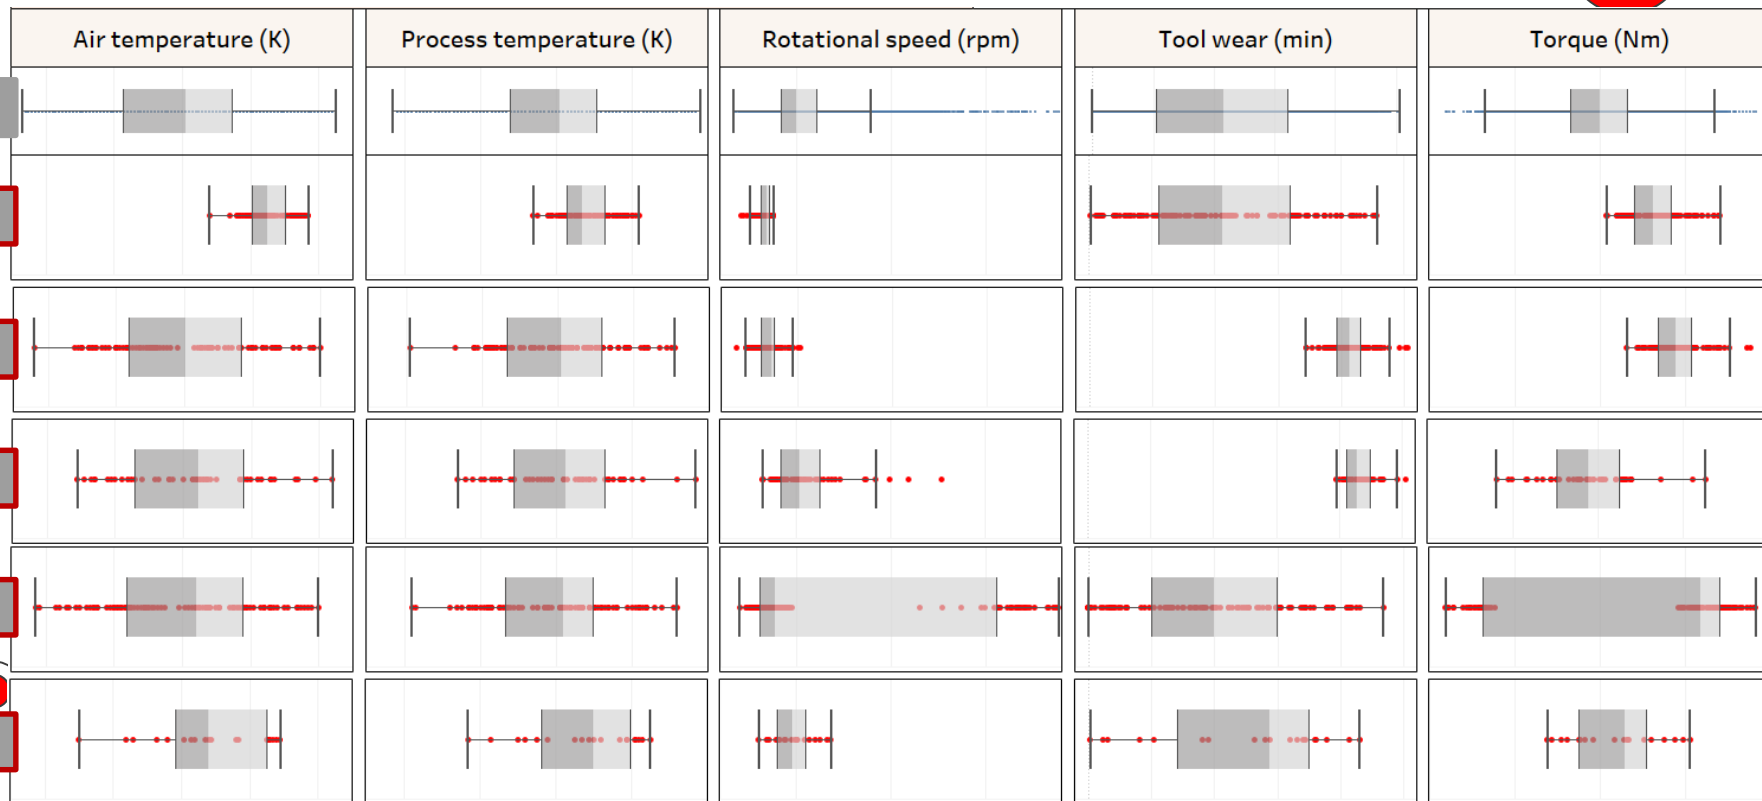 Air temperature (K)
Process temperature (K)
Rotational speed (rpm)
Tool wear (min)
Torque (Nm)